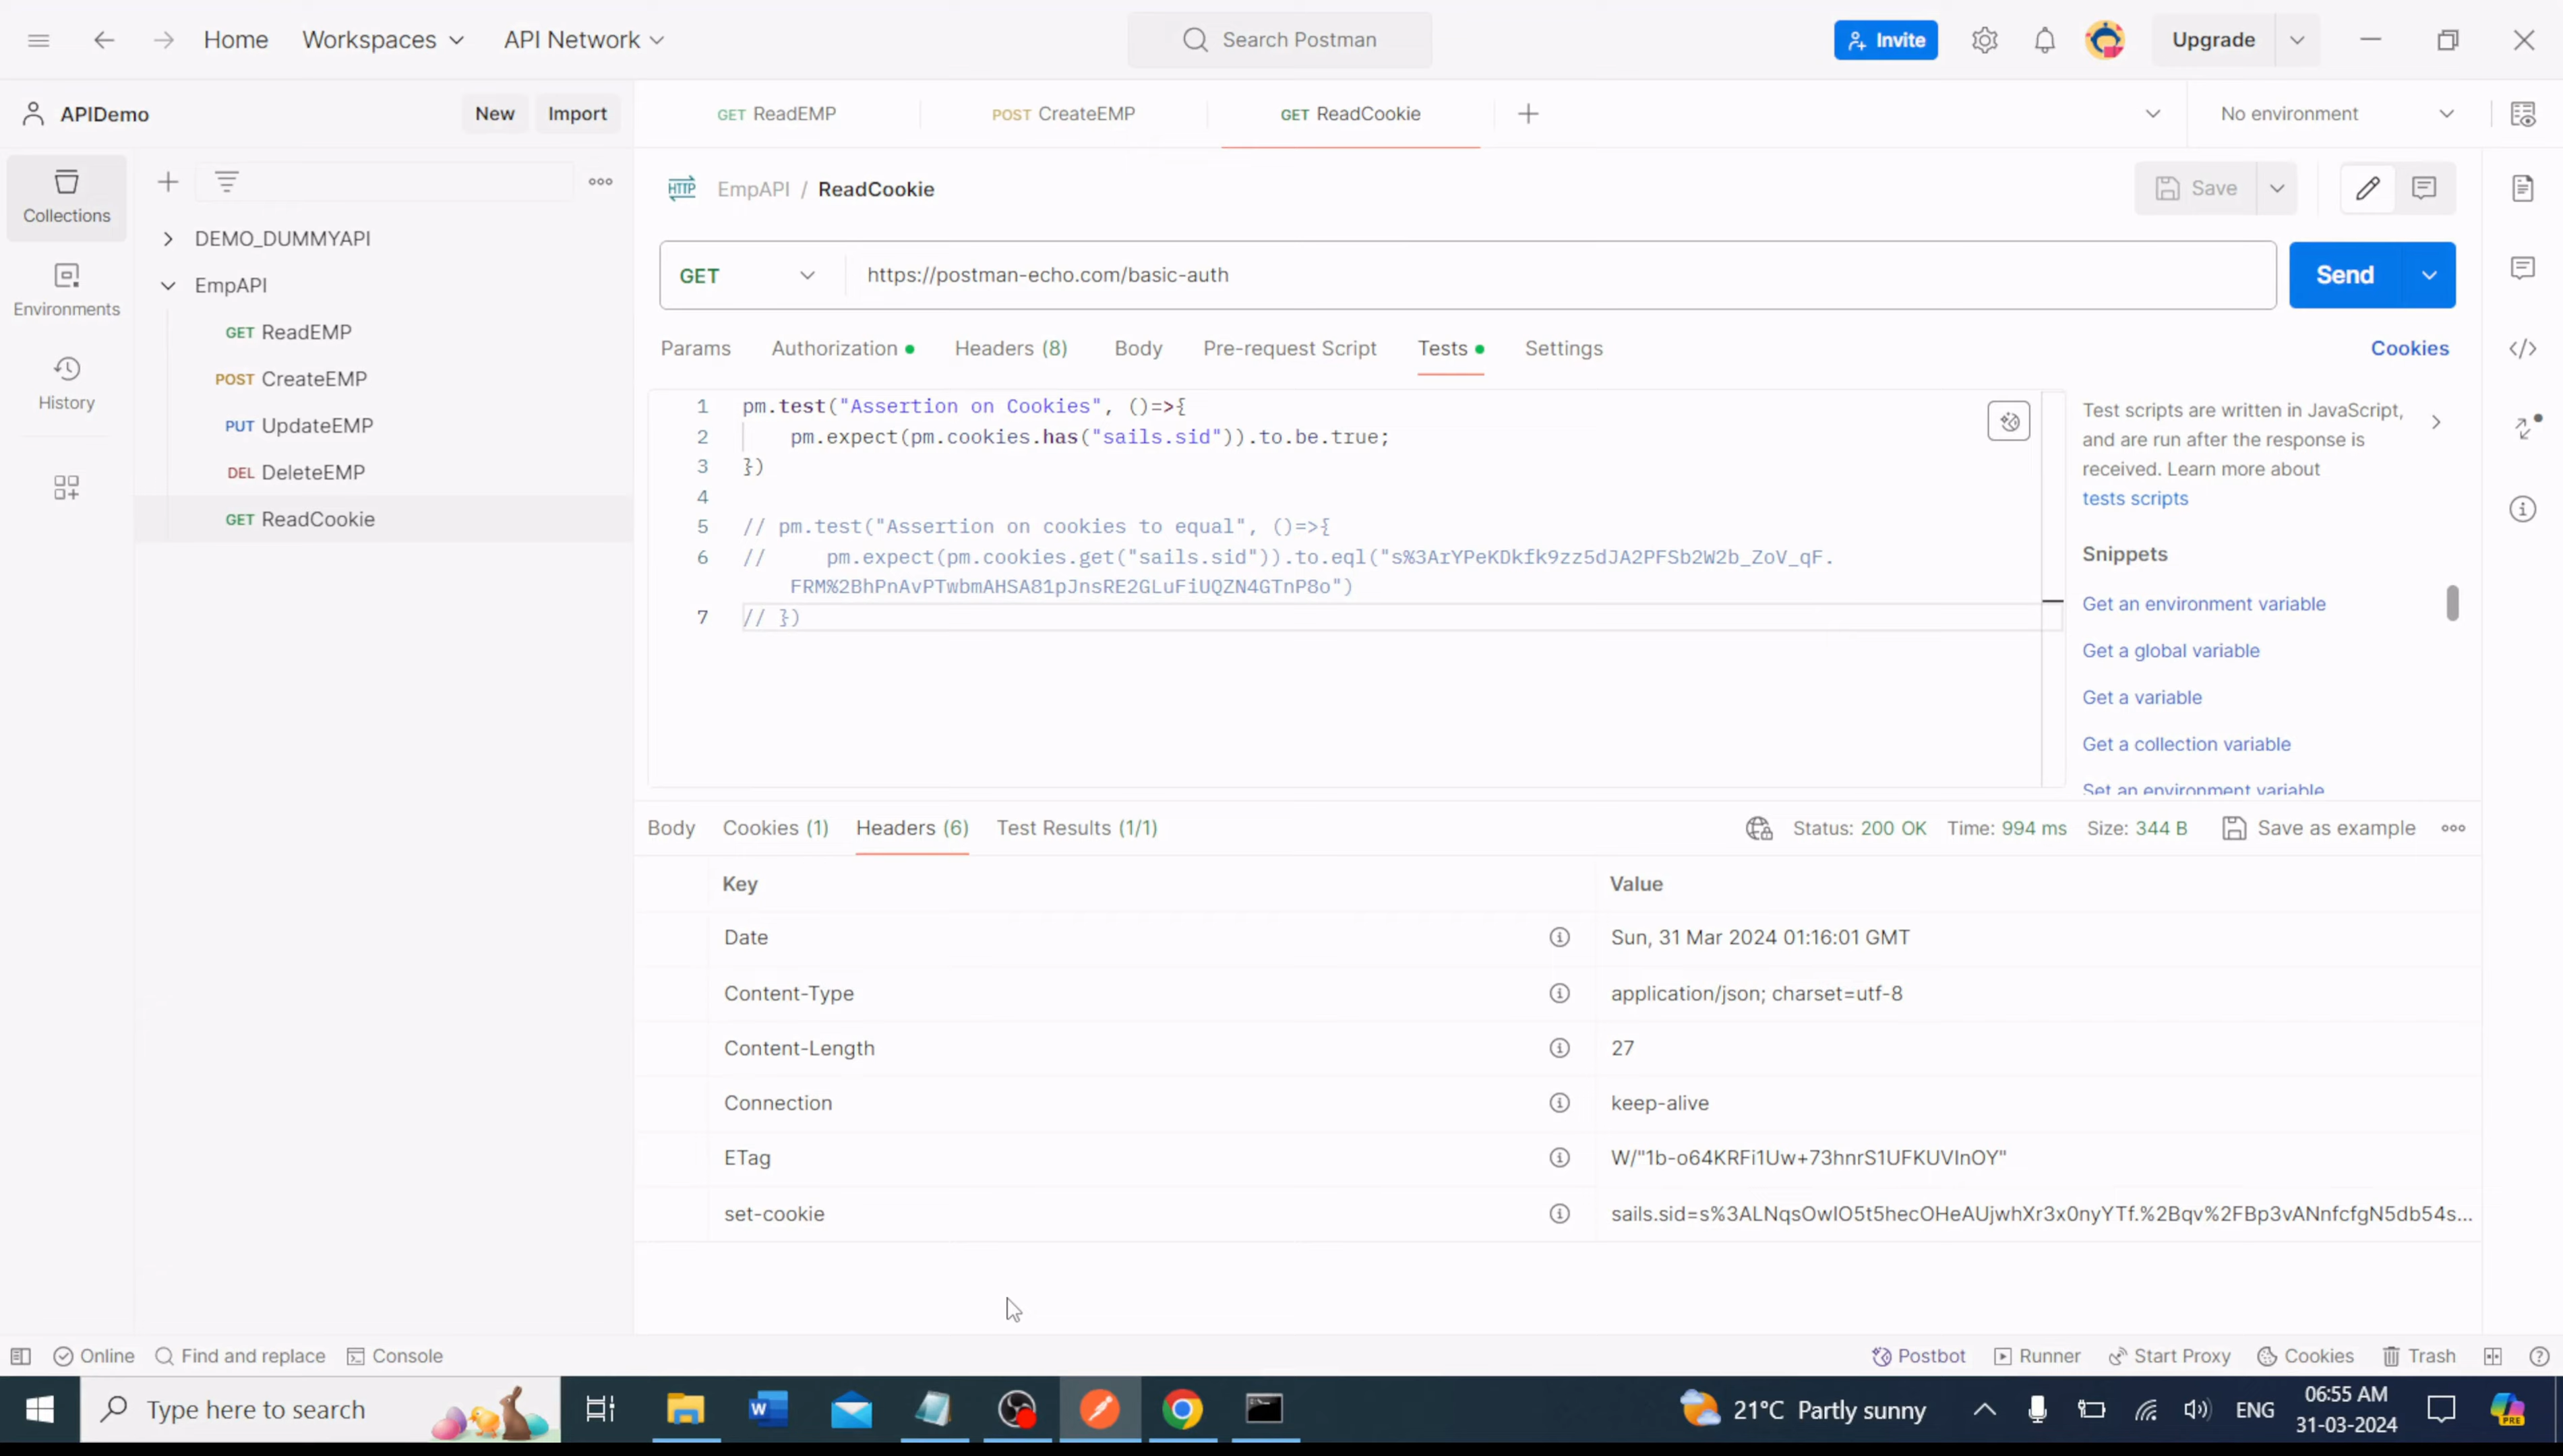 Home
Workspaces
API Network
Search Postman
Invite
Upgrade
APIDemo
New
Import
GET ReadEMP
POST CreateEMP
GET ReadCookie
No environment
Collections
Environments
History
DEMO_DUMMYAPI
EmpAPI
GET ReadEMP
POST CreateEMP
PUT UpdateEMP
DEL DeleteEMP
GET ReadCookie
HTTP
EmpAPI / ReadCookie
Save
GET
https://postman-echo.com/basic-auth
Send
Params
Authorization
Headers (8)
Body
Pre-request Script
Tests
Settings
Cookies
1 pm.test("Assertion on Cookies", ()=>{
2 pm.expect(pm.cookies.has("sails.sid")).to.be.true;
3 })
4
5 // pm.test("Assertion on cookies to equal", ()=>{
6 // pm.expect(pm.cookies.get("sails.sid")).to.eql("s%3ArYPeKDkfk9zz5dJA2PFSb2W2b_ZoV_qF.
FRM%2BhPnAvPTwbmAHSA81pJnsRE2GLuFiUQZN4GTnP8o")
7 // })
Test scripts are written in JavaScript,
and are run after the response is
received. Learn more about
tests scripts
Snippets
Get an environment variable
Get a global variable
Get a variable
Get a collection variable
Set an environment variable
Body
Cookies (1)
Headers (6)
Test Results (1/1)
Status: 200 OK
Time: 994 ms
Size: 344 B
Save as example
Key
Value
Date
Sun, 31 Mar 2024 01:16:01 GMT
Content-Type
application/json; charset=utf-8
Content-Length
27
Connection
keep-alive
ETag
W/"1b-o64KRFi1Uw+73hnrS1UFKUVInOY"
set-cookie
sails.sid=s%3ALNqsOwIO5t5hecOHeAUjwhXr3x0nyYTf.%2Bqv%2FBp3vANnfcfgN5db54s...
Online
Find and replace
Console
Postbot
Runner
Start Proxy
Cookies
Trash
Type here to search
21°C Partly sunny
ENG
06:55 AM
31-03-2024
PRE